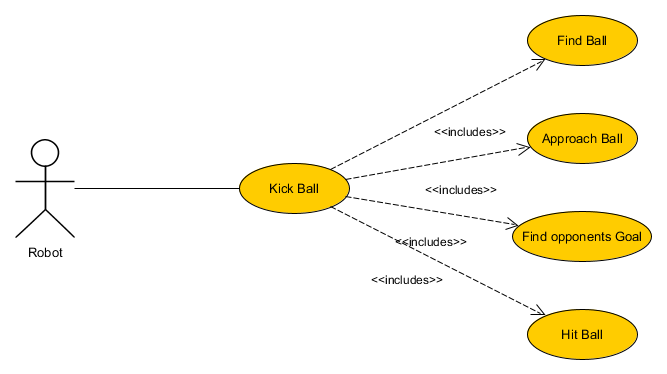 Find Ball
<<includes>>
Approach Ball
Kick Ball
<<includes>>
Find opponents Goal
<<includes>>
Robot
<<includes>>
Hit Ball